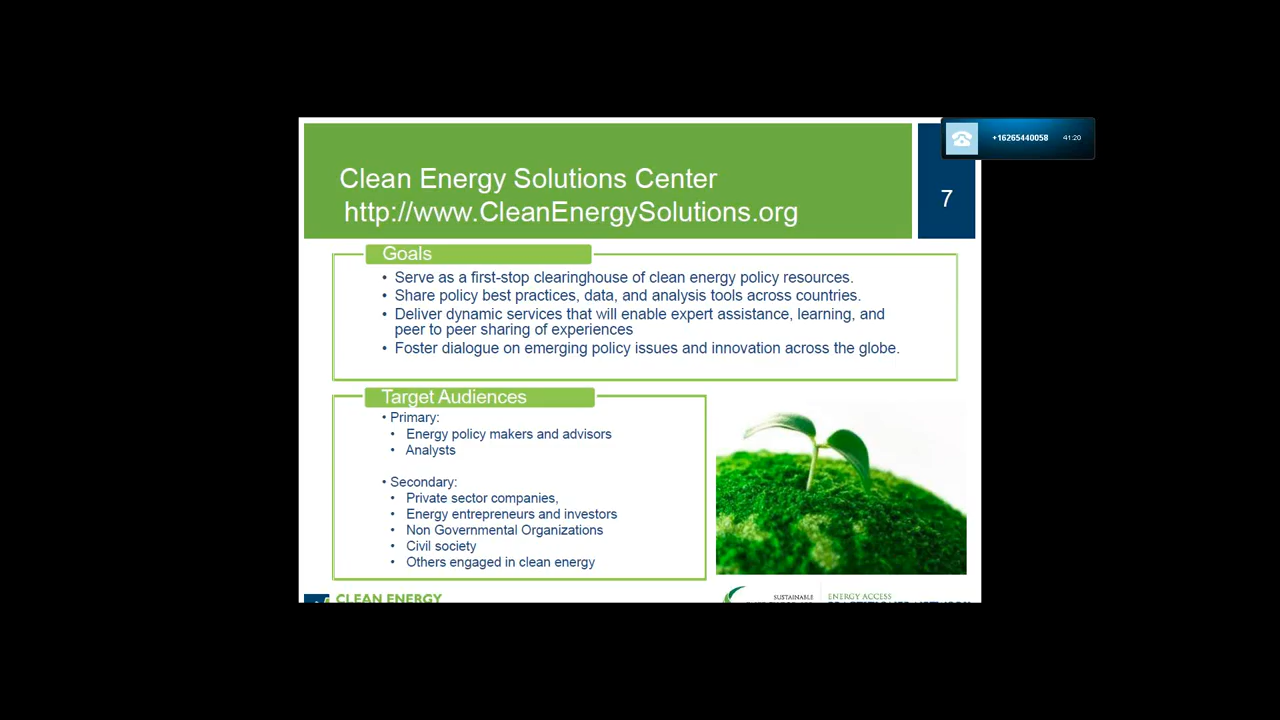 Clean Energy Solutions Center
http://www.CleanEnergySolutions.org
7
+16265440058 41:20
Goals
• Serve as a first-stop clearinghouse of clean energy policy resources.
• Share policy best practices, data, and analysis tools across countries.
• Deliver dynamic services that will enable expert assistance, learning, and
peer to peer sharing of experiences
• Foster dialogue on emerging policy issues and innovation across the globe.
Target Audiences
• Primary:
• Energy policy makers and advisors
• Analysts
• Secondary:
• Private sector companies,
• Energy entrepreneurs and investors
• Non Governmental Organizations
• Civil society
• Others engaged in clean energy
CLEAN ENERGY
SUSTAINABLE
ENERGY ACCESS